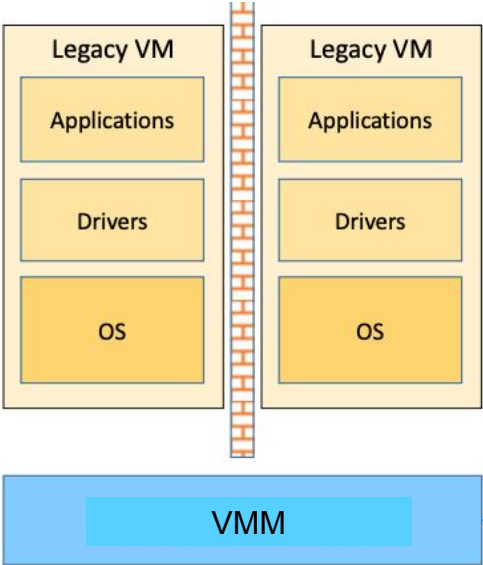 Legacy VM
Applications
Drivers
OS
Legacy VM
Applications
Drivers
OS
VMM